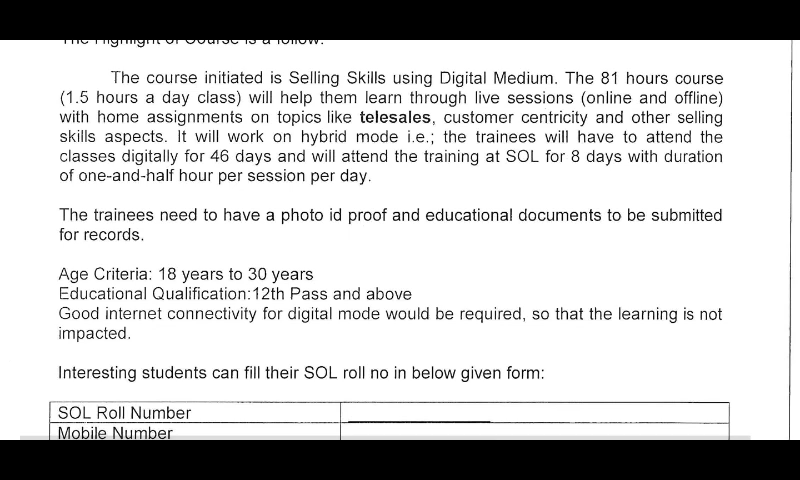 The Highlight of Course is a follow:
The course initiated is Selling Skills using Digital Medium. The 81 hours course
(1.5 hours a day class) will help them learn through live sessions (online and offline)
with home assignments on topics like telesales, customer centricity and other selling
skills aspects. It will work on hybrid mode i.e.; the trainees will have to attend the
classes digitally for 46 days and will attend the training at SOL for 8 days with duration
of one-and-half hour per session per day.
The trainees need to have a photo id proof and educational documents to be submitted
for records.
Age Criteria: 18 years to 30 years
Educational Qualification:12th Pass and above
Good internet connectivity for digital mode would be required, so that the learning is not
impacted.
Interesting students can fill their SOL roll no in below given form:
SOL Roll Number
Mobile Number